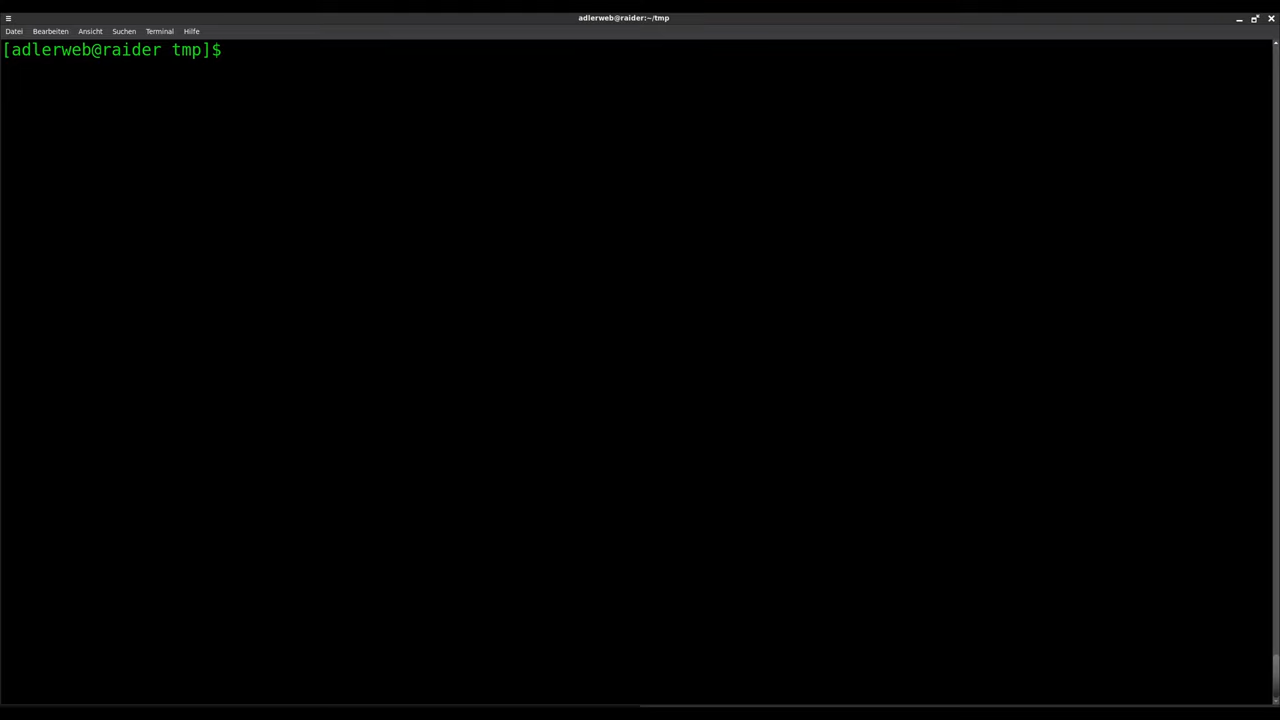 adlerweb@raider:~/tmp
Datei Bearbeiten Ansicht Suchen Terminal Hilfe
[adlerweb@raider tmp]$